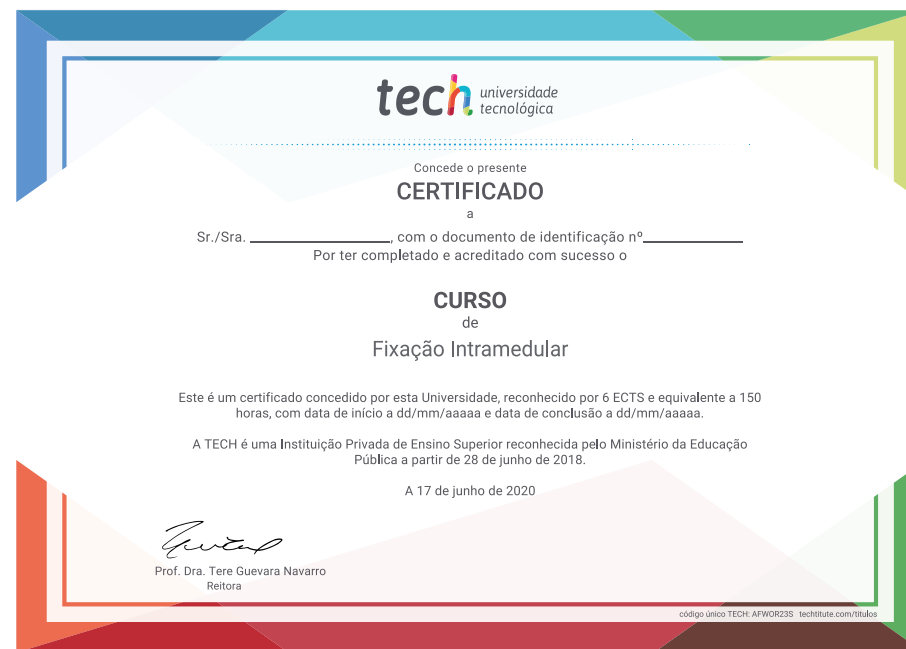 tech universidade
tecnológica
Concede o presente
CERTIFICADO
a
Sr./Sra. ____________________, com o documento de identificação nº______________
Por ter completado e acreditado com sucesso o
CURSO
de
Fixação Intramedular
Este é um certificado concedido por esta Universidade, reconhecido por 6 ECTS e equivalente a 150
horas, com data de início a dd/mm/aaaaa e data de conclusão a dd/mm/aaaaa.
A TECH é uma Instituição Privada de Ensino Superior reconhecida pelo Ministério da Educação
Pública a partir de 28 de junho de 2018.
A 17 de junho de 2020
Prof. Dra. Tere Guevara Navarro
Reitora
código único TECH: AFWOR23S techtitute.com/titulos